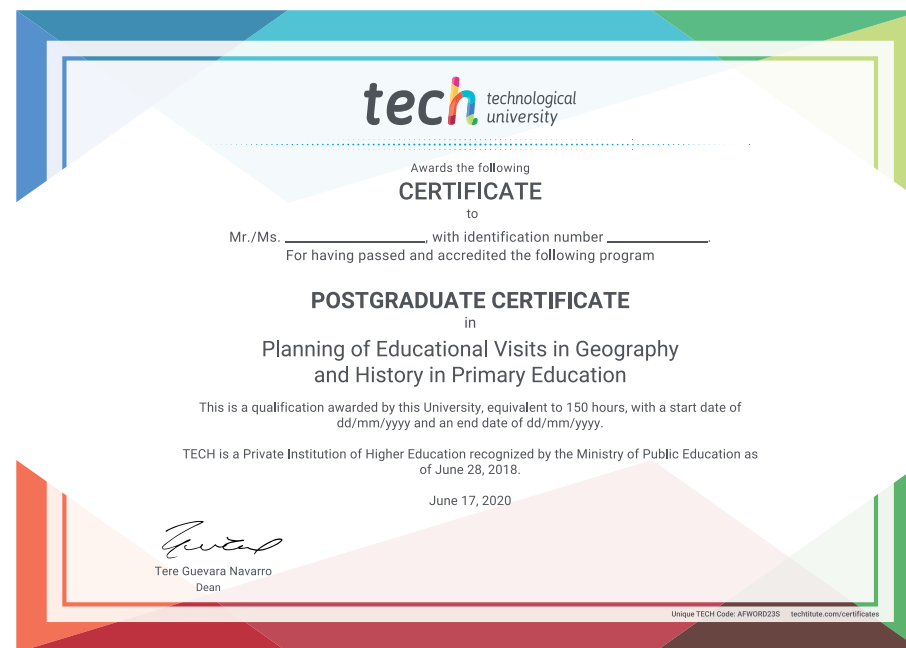 tech technological
university
Awards the following
CERTIFICATE
to
Mr./Ms. ____________________, with identification number ______________.
For having passed and accredited the following program
POSTGRADUATE CERTIFICATE
in
Planning of Educational Visits in Geography
and History in Primary Education
This is a qualification awarded by this University, equivalent to 150 hours, with a start date of
dd/mm/yyyy and an end date of dd/mm/yyyy.
TECH is a Private Institution of Higher Education recognized by the Ministry of Public Education as
of June 28, 2018.
June 17, 2020
Tere Guevara Navarro
Dean
Unique TECH Code: AFWORD23S techtitute.com/certificates